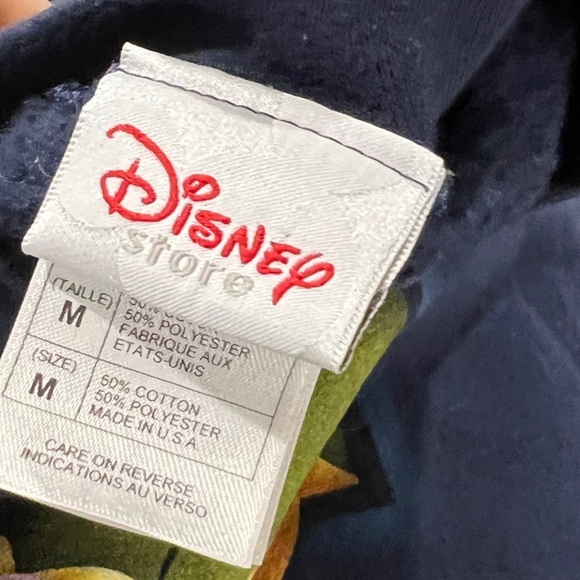 Disney
store
(TAILLE)
M
50% POLYESTER
FABRIQUE AUX
ETATS-UNIS
(SIZE)
M
50% COTTON
50% POLYESTER
MADE IN U.S.A.
CARE ON REVERSE
INDICATIONS AU VERSO